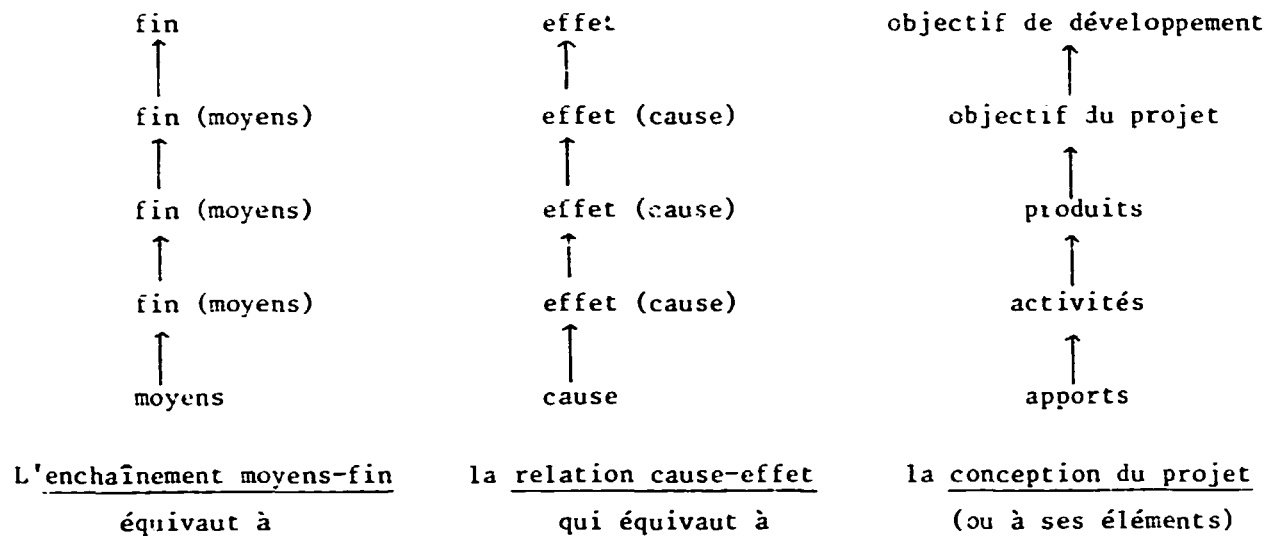 fin effet objectif de développement
fin (moyens) effet (cause) objectif du projet
fin (moyens) effet (cause) produits
fin (moyens) effet (cause) activités
moyens cause apports
L'enchaînement moyens-fin la relation cause-effet la conception du projet
équivaut à qui équivaut à (ou à ses éléments)